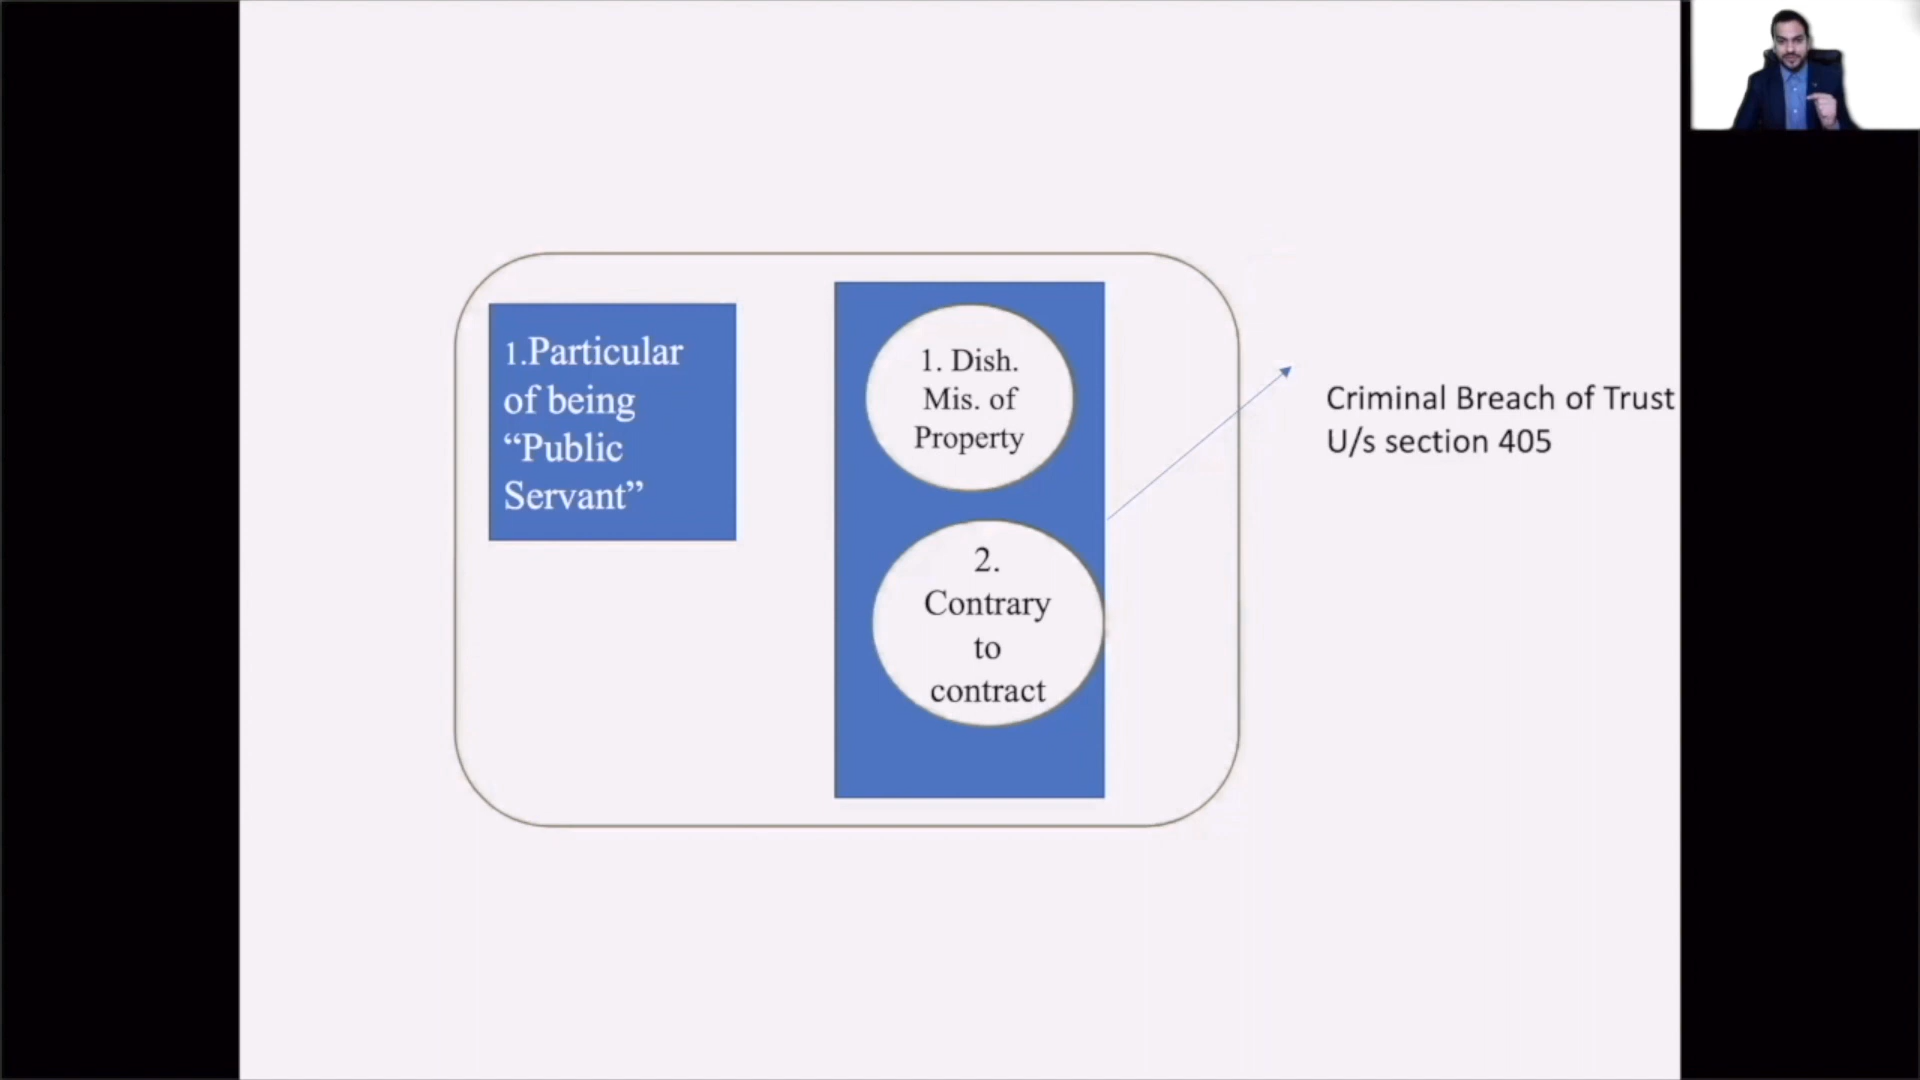 1.Particular
of being
“Public
Servant”
1. Dish.
Mis. of
Property
2.
Contrary
to
contract
Criminal Breach of Trust
U/s section 405